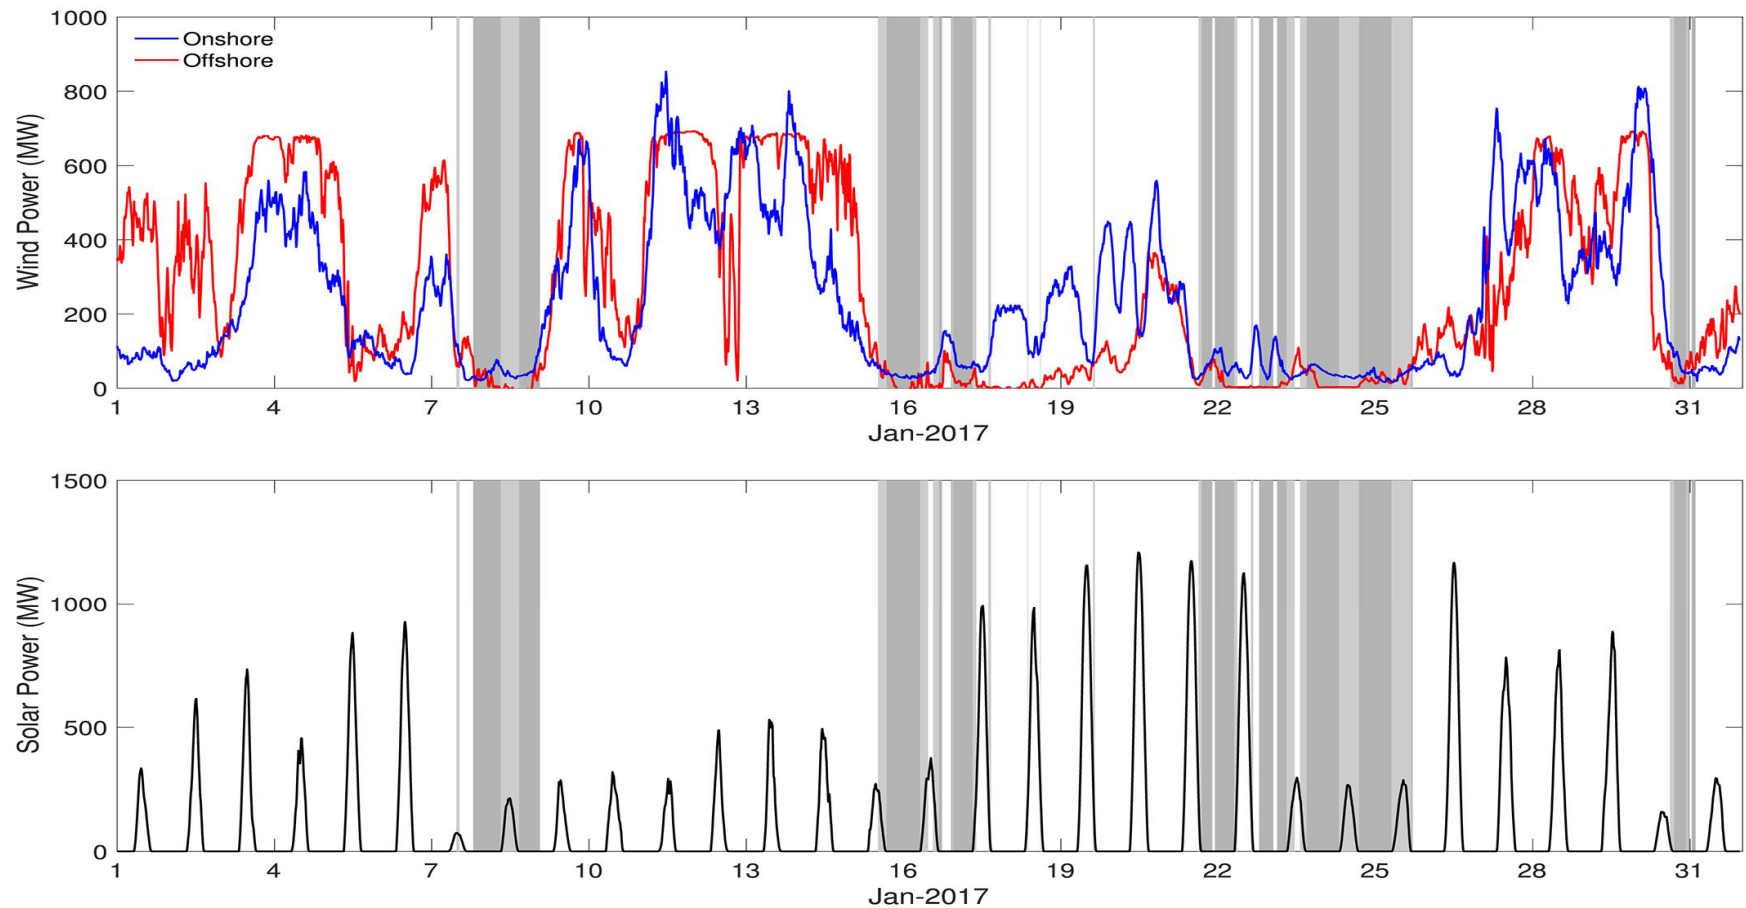 1000
800
600
400
200
0
Wind Power (MW)
Onshore
Offshore
1 4 7 10 13 16 19 22 25 28 31
Jan-2017
1500
1000
500
0
Solar Power (MW)
1 4 7 10 13 16 19 22 25 28 31
Jan-2017